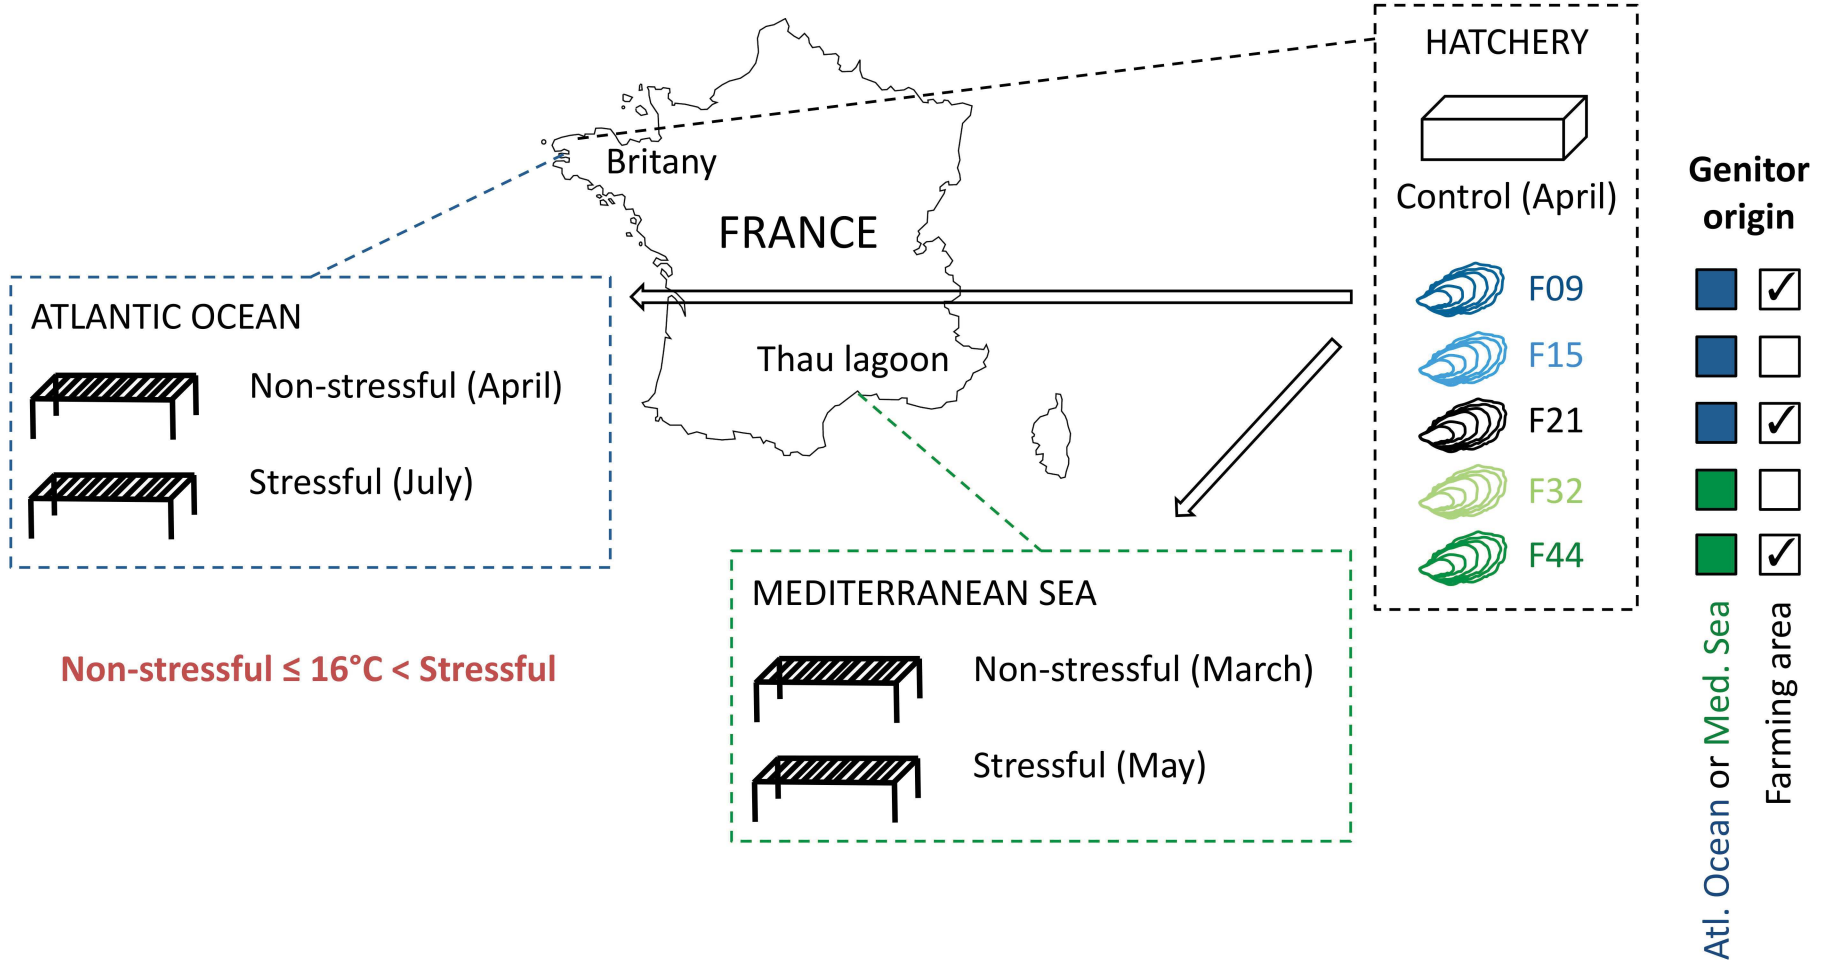 HATCHERY
Control (April)
F09
F15
F21
F32
F44
Genitor
origin
Atl. Ocean or Med. Sea
Farming area
Britany
FRANCE
Thau lagoon
ATLANTIC OCEAN
Non-stressful (April)
Stressful (July)
Non-stressful ≤ 16°C < Stressful
MEDITERRANEAN SEA
Non-stressful (March)
Stressful (May)